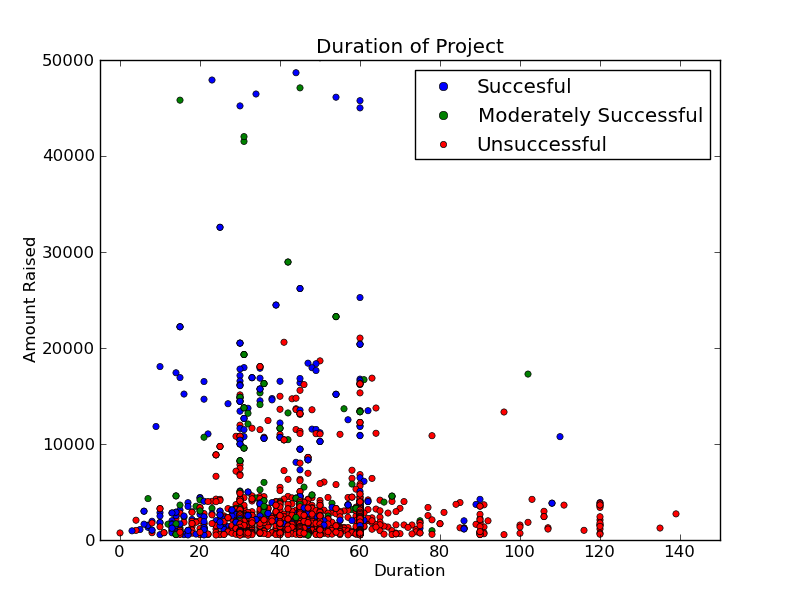 Duration of Project
50000
40000
30000
20000
10000
0
Amount Raised
Succesful
Moderately Successful
Unsuccessful
0 20 40 60 80 100 120 140
Duration